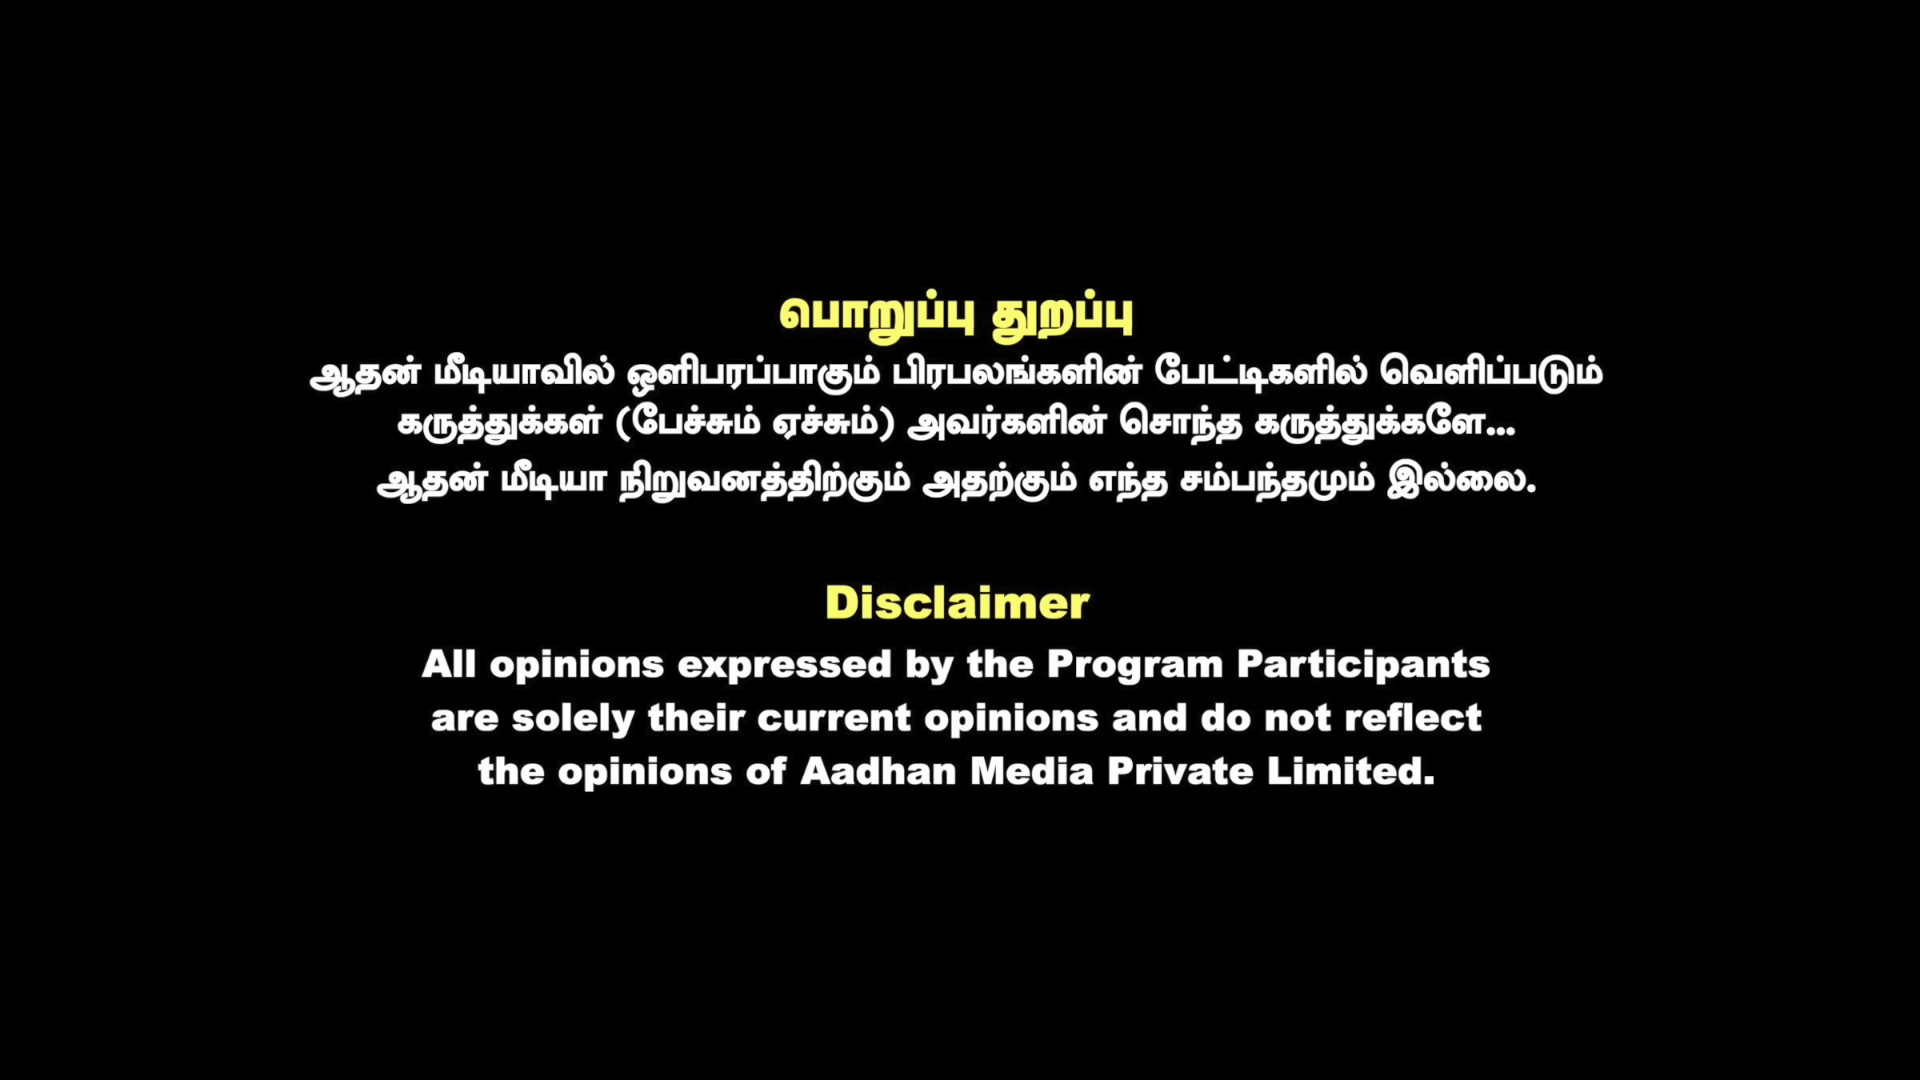 பொறுப்பு துறப்பு
ஆதன் மீடியாவில் ஒளிபரப்பாகும் பிரபலங்களின் பேட்டிகளில் வெளிப்படும்
கருத்துக்கள் (பேச்சும் ஏச்சும்) அவர்களின் சொந்த கருத்துக்களே...
ஆதன் மீடியா நிறுவனத்திற்கும் அதற்கும் எந்த சம்பந்தமும் இல்லை.
Disclaimer
All opinions expressed by the Program Participants
are solely their current opinions and do not reflect
the opinions of Aadhan Media Private Limited.